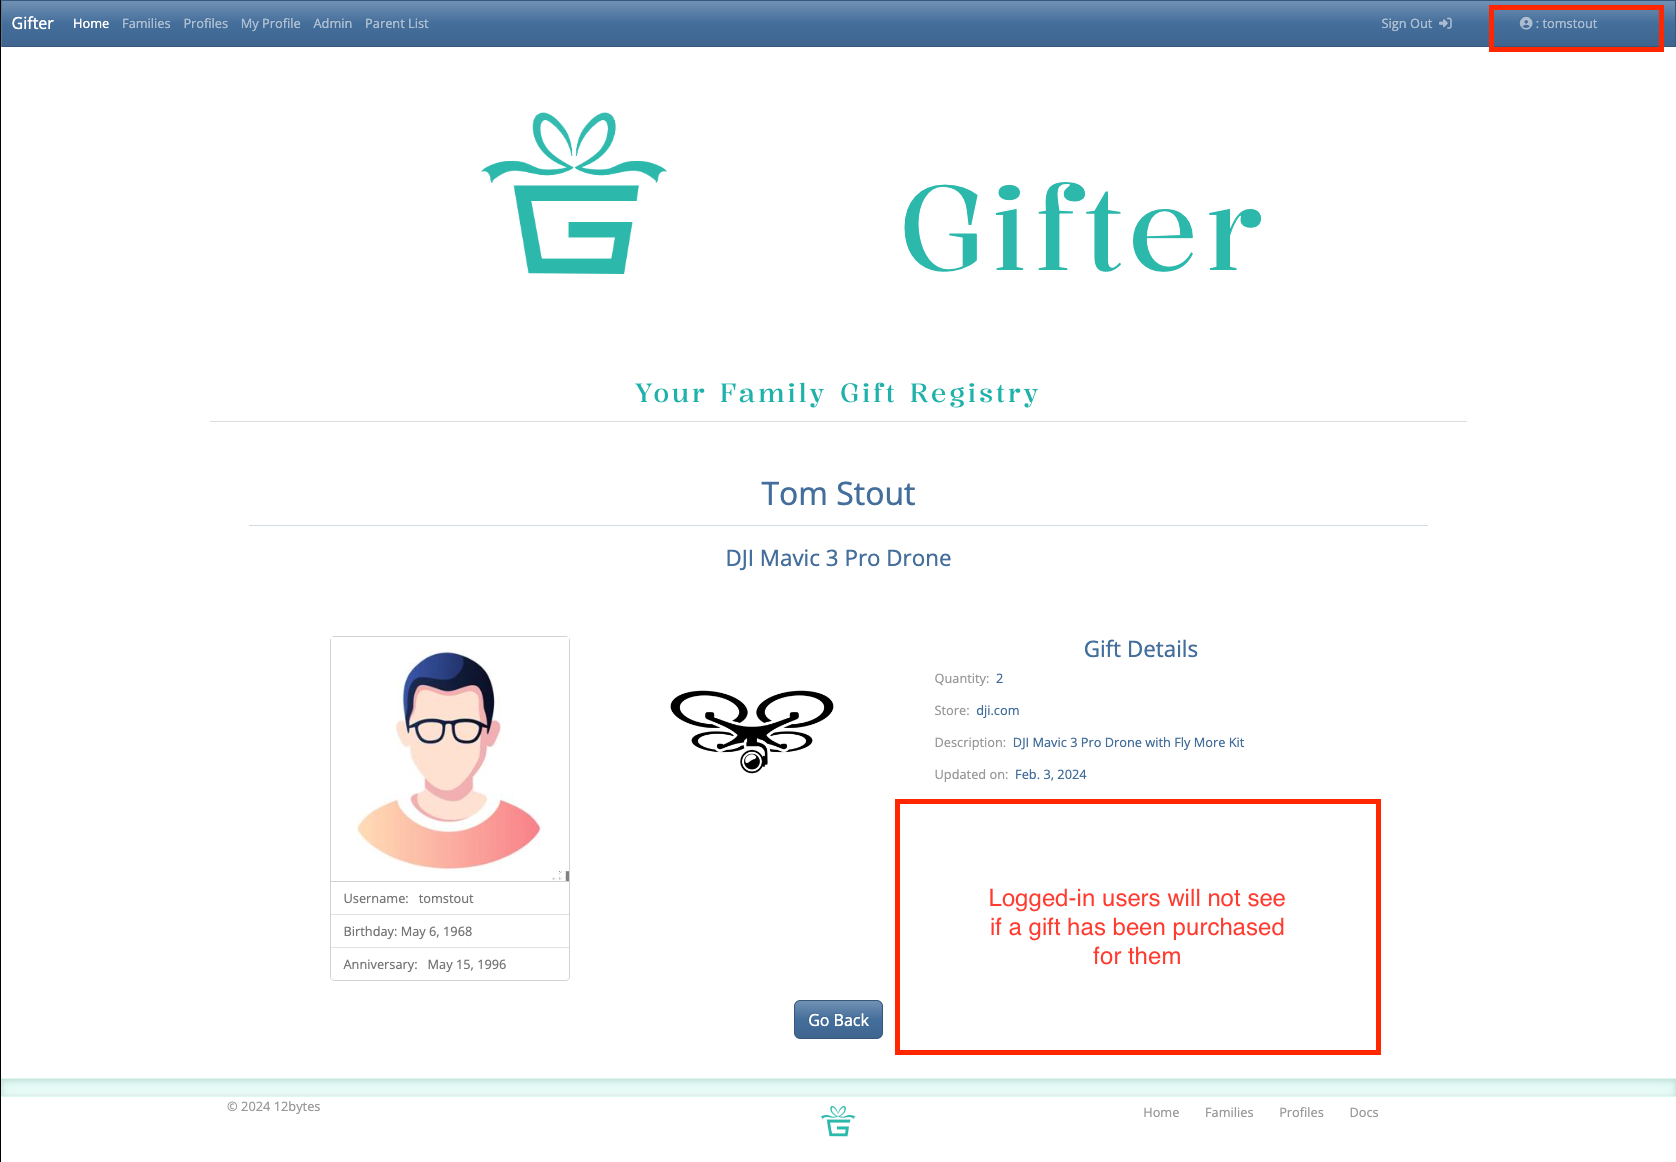 Gifter Home Families Profiles My Profile Admin Parent List Sign Out : tomstout
Gifter
Your Family Gift Registry
Tom Stout
DJI Mavic 3 Pro Drone
Username: tomstout
Birthday: May 6, 1968
Anniversary: May 15, 1996
Gift Details
Quantity: 2
Store: dji.com
Description: DJI Mavic 3 Pro Drone with Fly More Kit
Updated on: Feb. 3, 2024
Logged-in users will not see
if a gift has been purchased
for them
Go Back
© 2024 12bytes
Home Families Profiles Docs